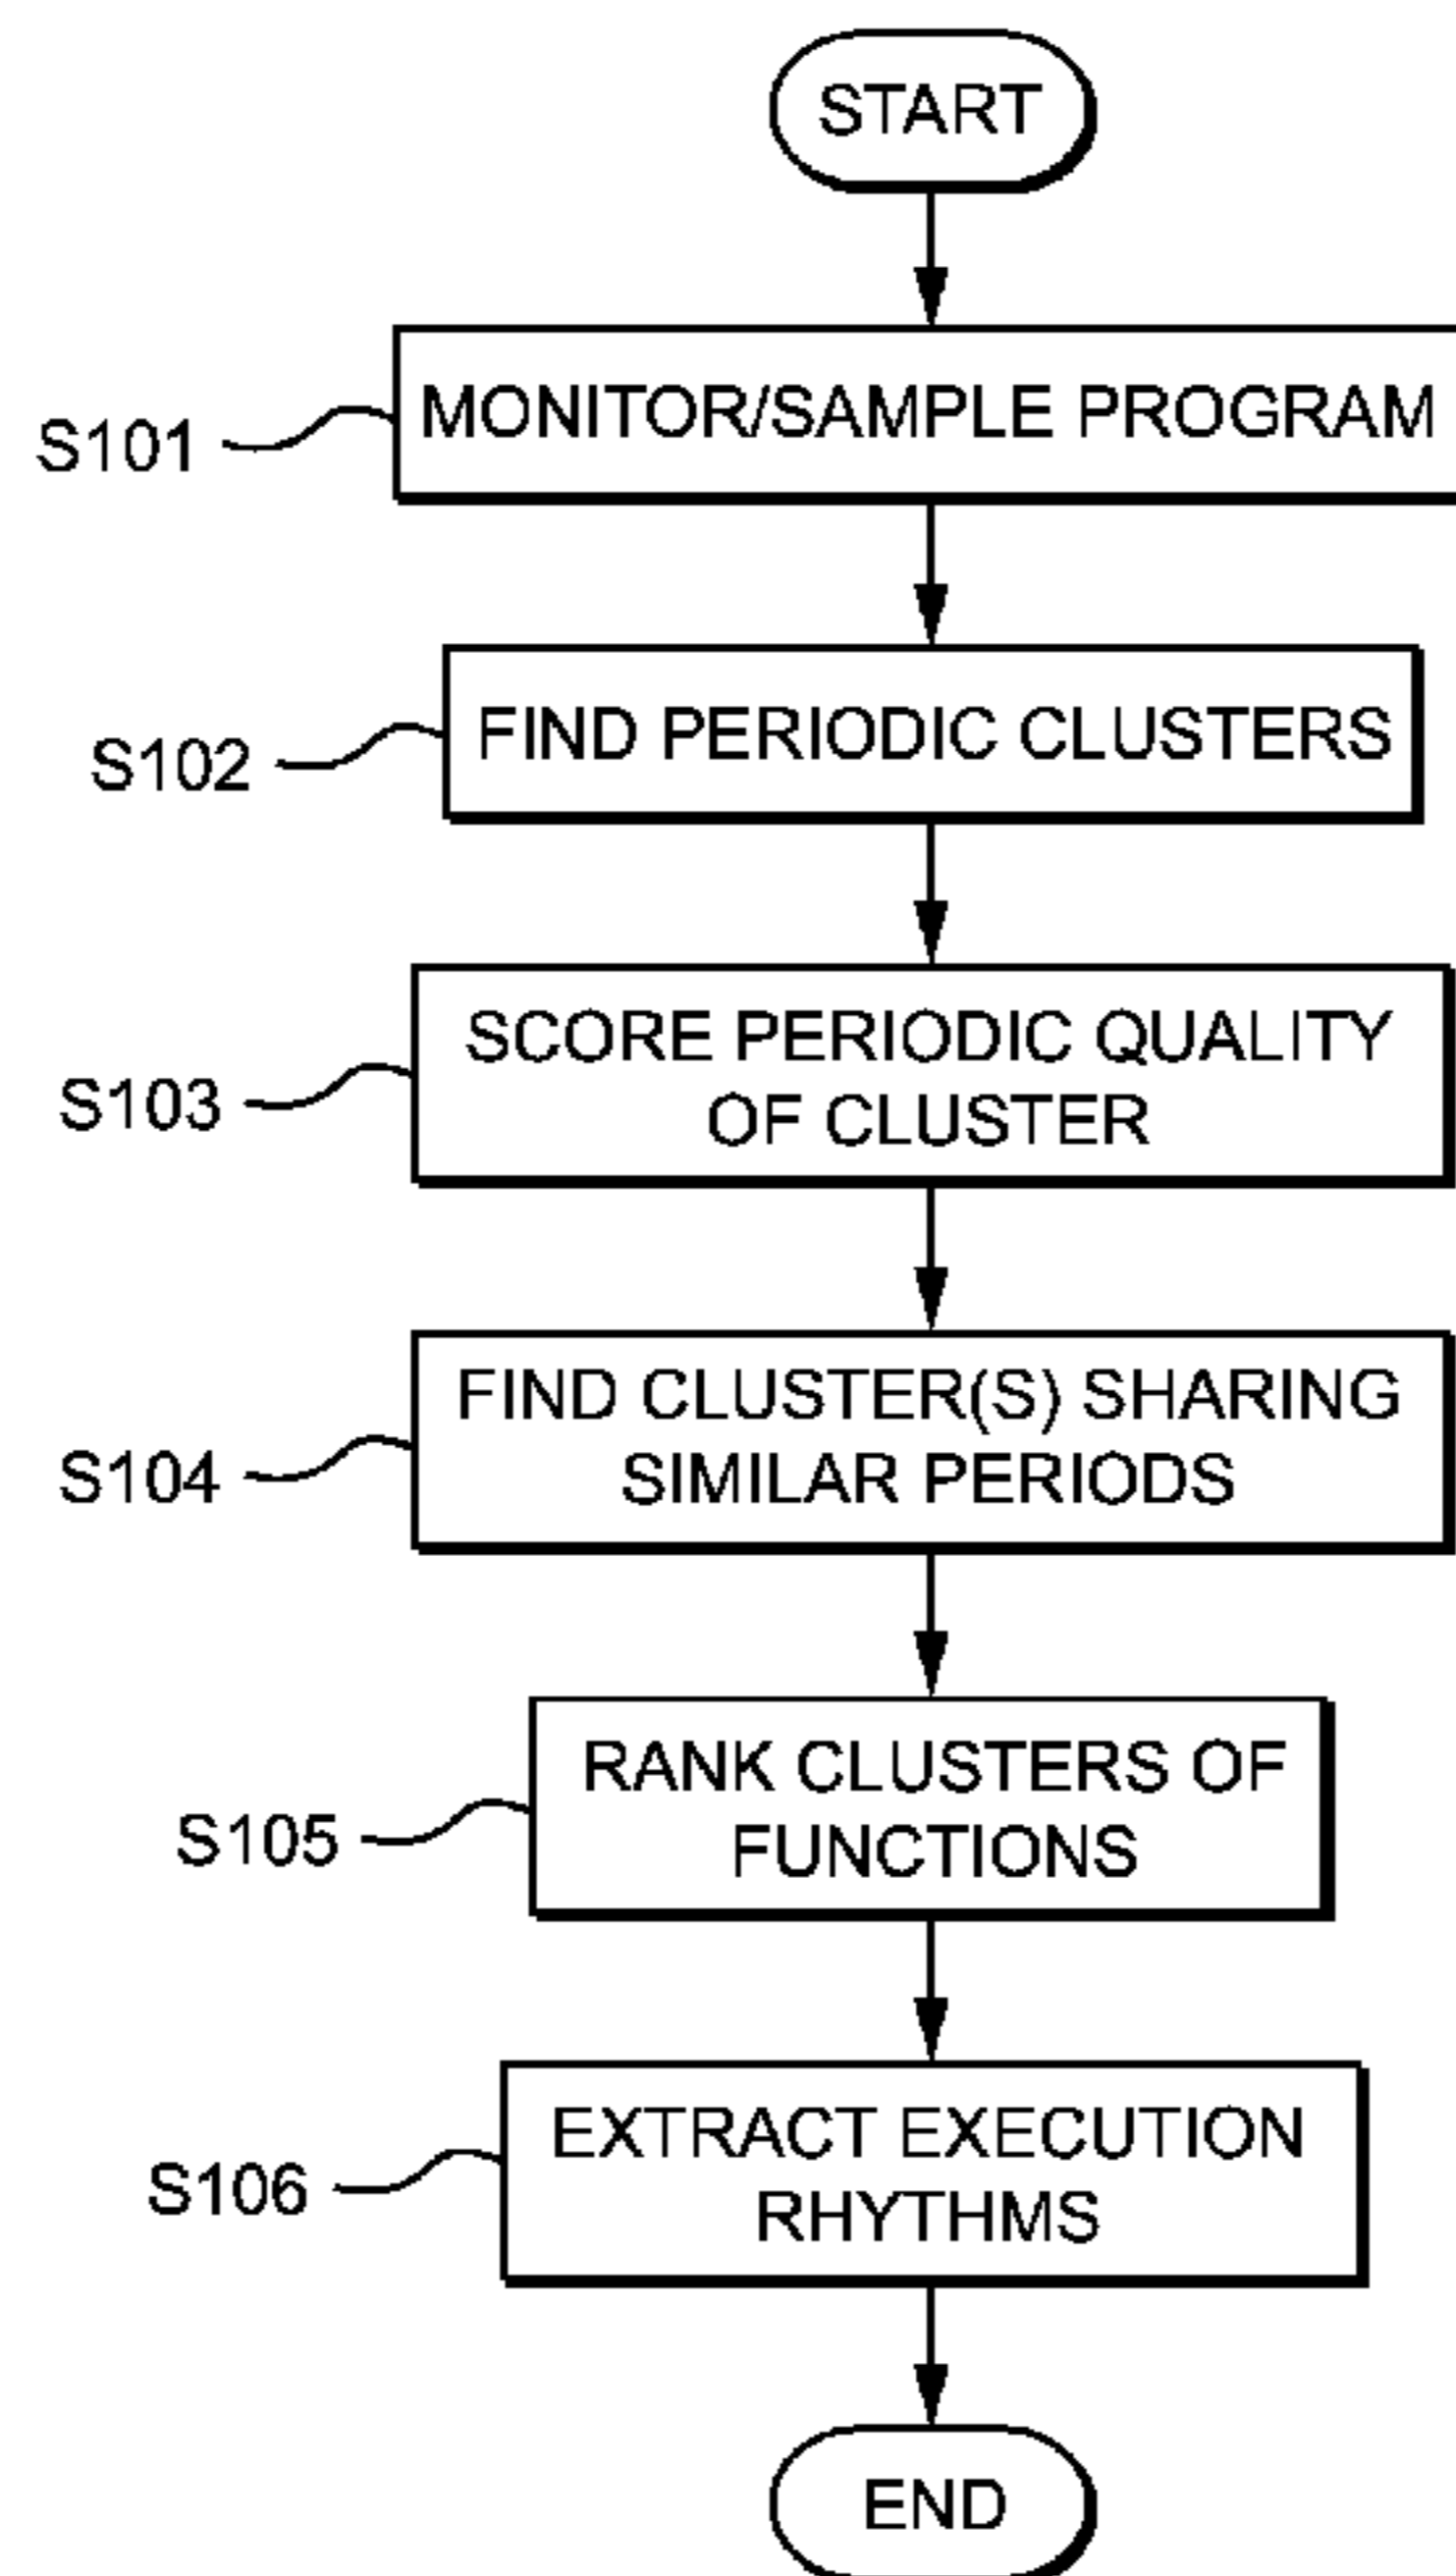 START
S101
MONITOR/SAMPLE PROGRAM
S102
FIND PERIODIC CLUSTERS
S103
SCORE PERIODIC QUALITY
OF CLUSTER
S104
FIND CLUSTER(S) SHARING
SIMILAR PERIODS
S105
RANK CLUSTERS OF
FUNCTIONS
S106
EXTRACT EXECUTION
RHYTHMS
END